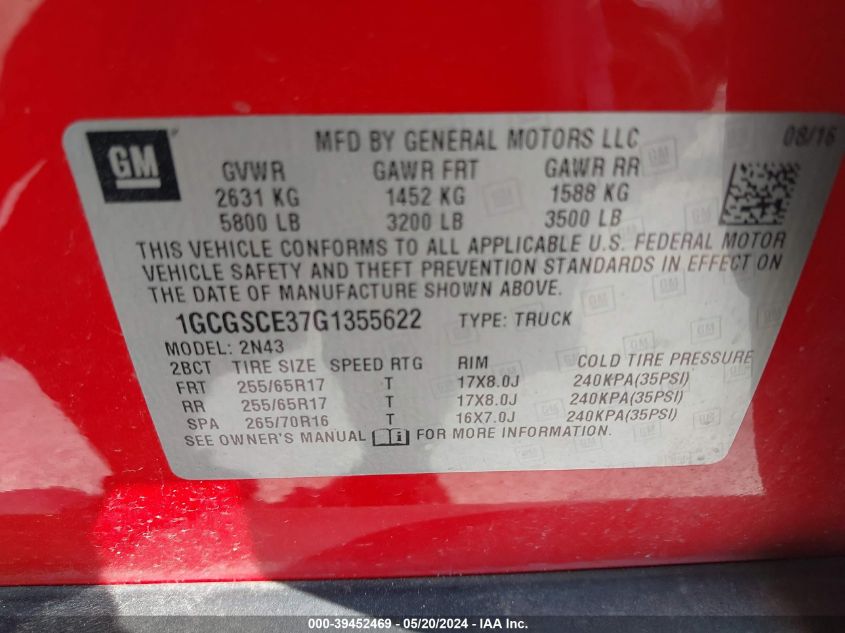 GM
MFD BY GENERAL MOTORS LLC 08/16
GVWR GAWR FRT GAWR RR
2631 KG 1452 KG 1588 KG
5800 LB 3200 LB 3500 LB
THIS VEHICLE CONFORMS TO ALL APPLICABLE U.S. FEDERAL MOTOR
VEHICLE SAFETY AND THEFT PREVENTION STANDARDS IN EFFECT ON
THE DATE OF MANUFACTURE SHOWN ABOVE.
1GCGSCE37G1355622 TYPE: TRUCK
MODEL: 2N43
2BCT TIRE SIZE SPEED RTG RIM COLD TIRE PRESSURE
FRT 255/65R17 T 17X8.0J 240KPA(35PSI)
RR 255/65R17 T 17X8.0J 240KPA(35PSI)
SPA 265/70R16 T 16X7.0J 240KPA(35PSI)
SEE OWNER'S MANUAL FOR MORE INFORMATION.
000-39452469 - 05/20/2024 - IAA Inc.